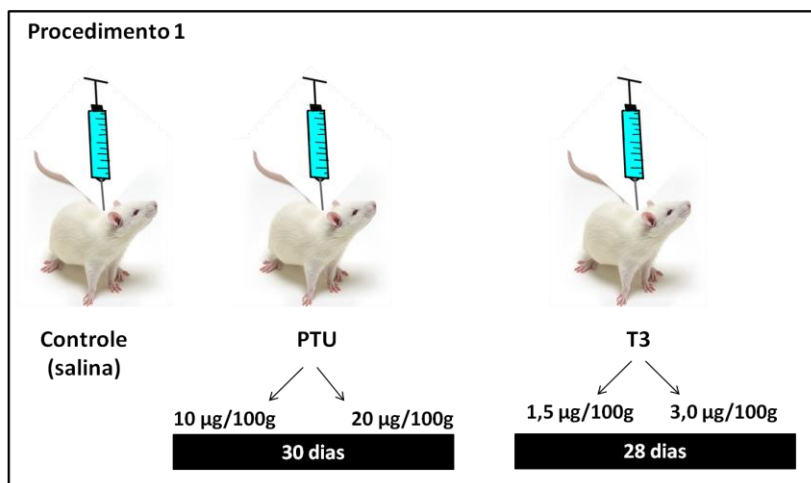 Procedimento 1
Controle
(salina)
PTU
T3
10 µg/100g
20 µg/100g
1,5 µg/100g
3,0 µg/100g
30 dias
28 dias